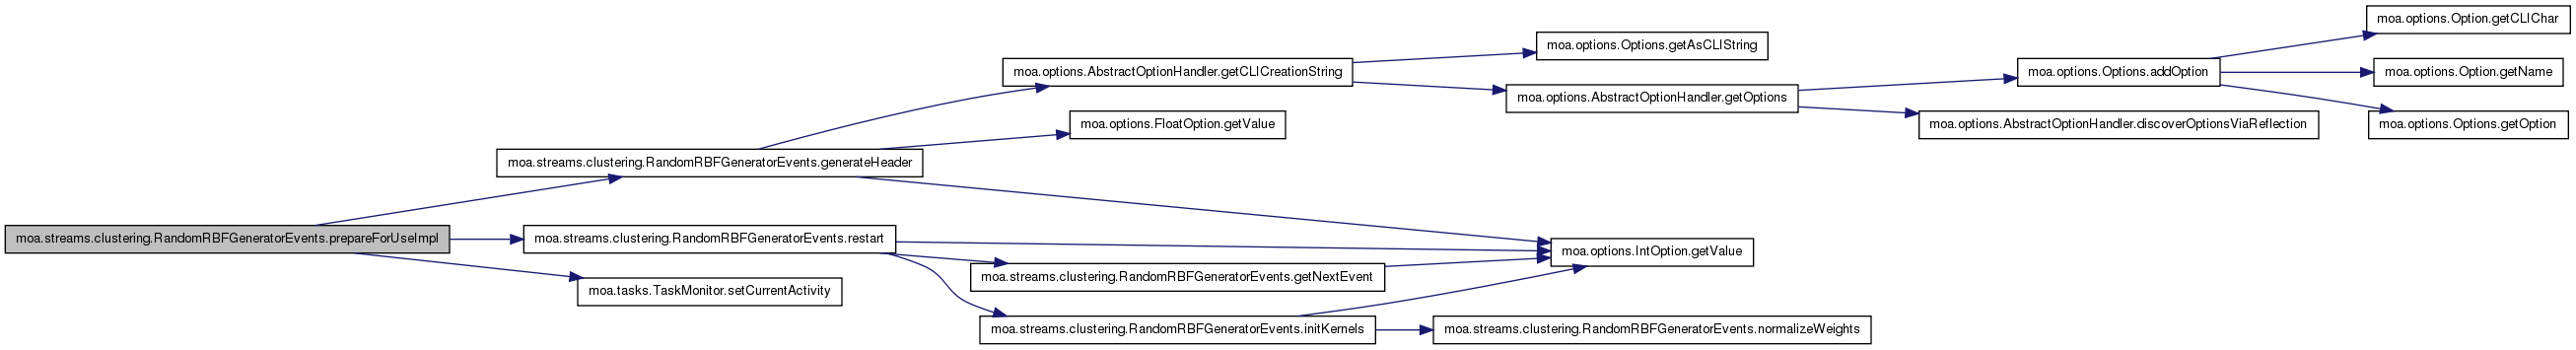 moa.options.Option.getCLIChar
moa.options.Options.getAsCLIString
moa.options.AbstractOptionHandler.getCLICreationString
moa.options.Options.addOption
moa.options.Option.getName
moa.options.AbstractOptionHandler.getOptions
moa.options.FloatOption.getValue
moa.options.AbstractOptionHandler.discoverOptionsViaReflection
moa.options.Options.getOption
moa.streams.clustering.RandomRBFGeneratorEvents.generateHeader
moa.streams.clustering.RandomRBFGeneratorEvents.prepareForUseImpl
moa.streams.clustering.RandomRBFGeneratorEvents.restart
moa.options.IntOption.getValue
moa.streams.clustering.RandomRBFGeneratorEvents.getNextEvent
moa.tasks.TaskMonitor.setCurrentActivity
moa.streams.clustering.RandomRBFGeneratorEvents.initKernels
moa.streams.clustering.RandomRBFGeneratorEvents.normalizeWeights